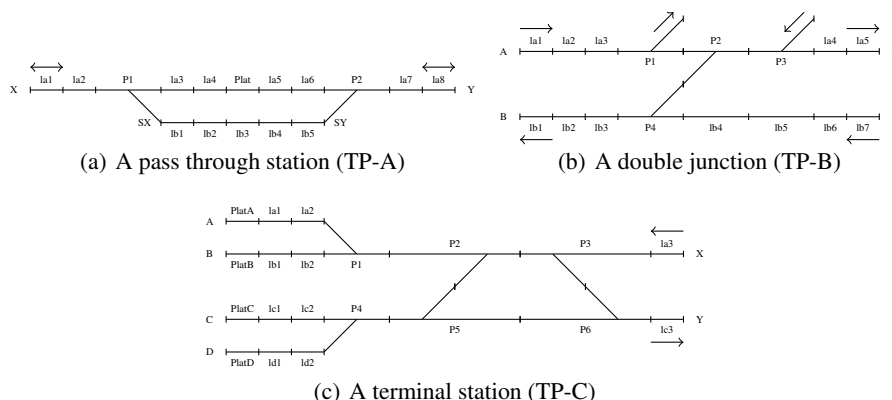 la1 la2 P1 la3 la4 Plat la5 la6 P2 la7 la8
X Y
SX SY
lb1 lb2 lb3 lb4 lb5
(a) A pass through station (TP-A)
la1 la2 la3 P2 la4 la5
A
P1 P3
B
lb1 lb2 lb3 P4 lb4 lb5 lb6 lb7
(b) A double junction (TP-B)
PlatA la1 la2
A
P2 P3 la3
B X
PlatB lb1 lb2 P1
PlatC lc1 lc2 P4
C Y
P5 P6 lc3
D
PlatD ld1 ld2
(c) A terminal station (TP-C)